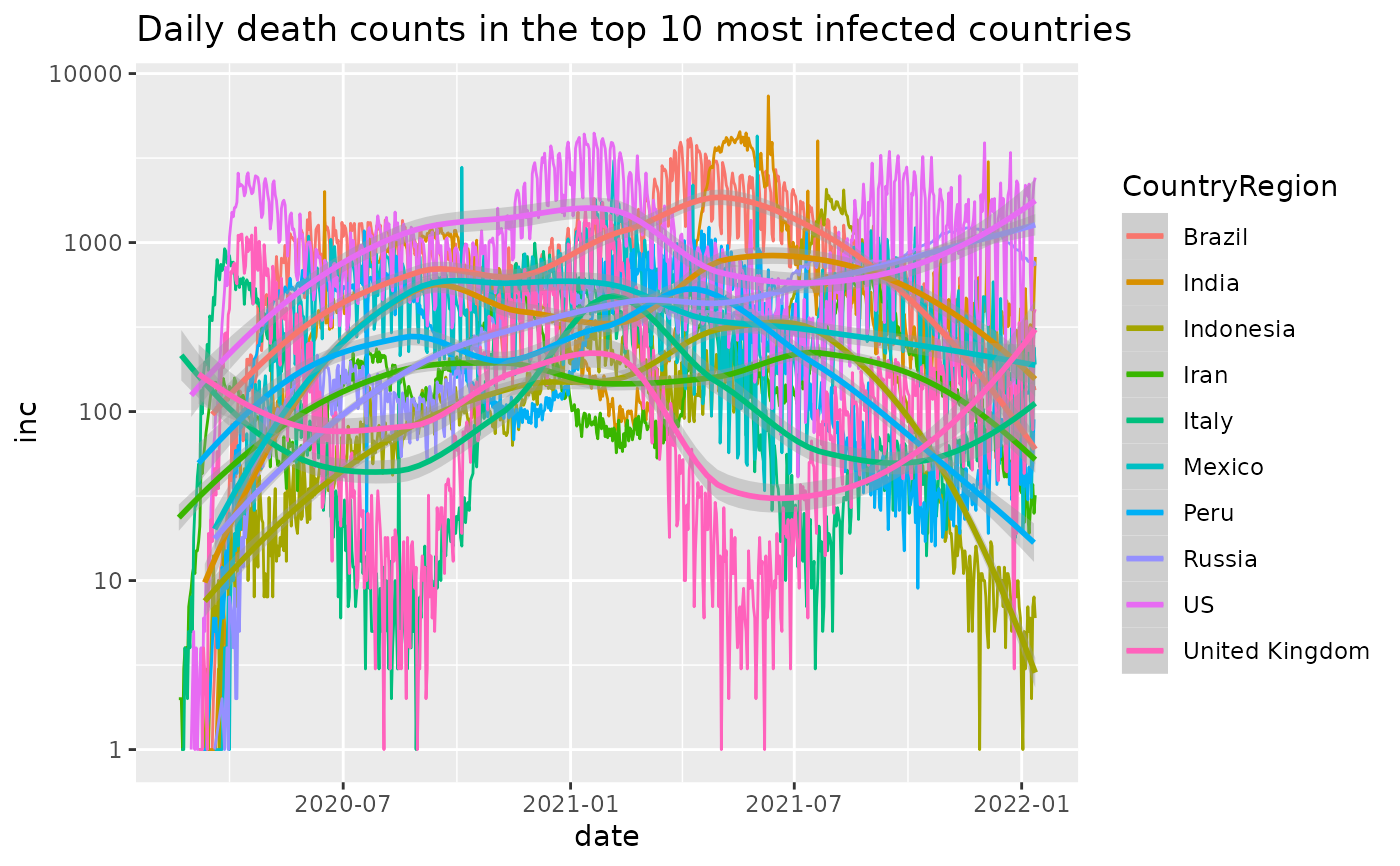 Daily death counts in the top 10 most infected countries
10000
1000
100
10
1
inc
2020-07
2021-01
2021-07
2022-01
date
CountryRegion
Brazil
India
Indonesia
Iran
Italy
Mexico
Peru
Russia
US
United Kingdom